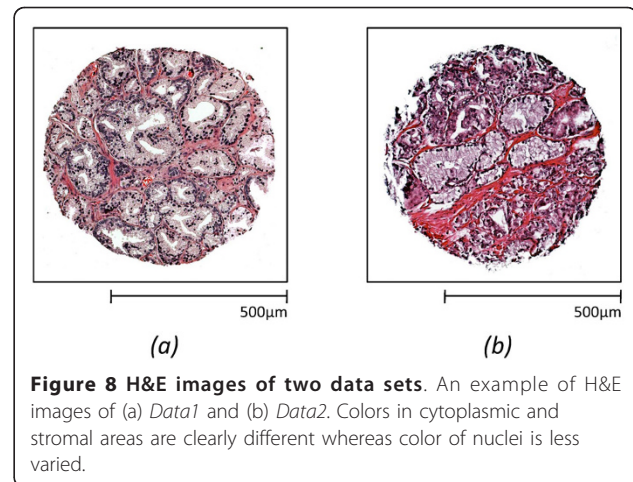 500µm
500µm
(a)
(b)
Figure 8 H&E images of two data sets. An example of H&E
images of (a) Data1 and (b) Data2. Colors in cytoplasmic and
stromal areas are clearly different whereas color of nuclei is less
varied.